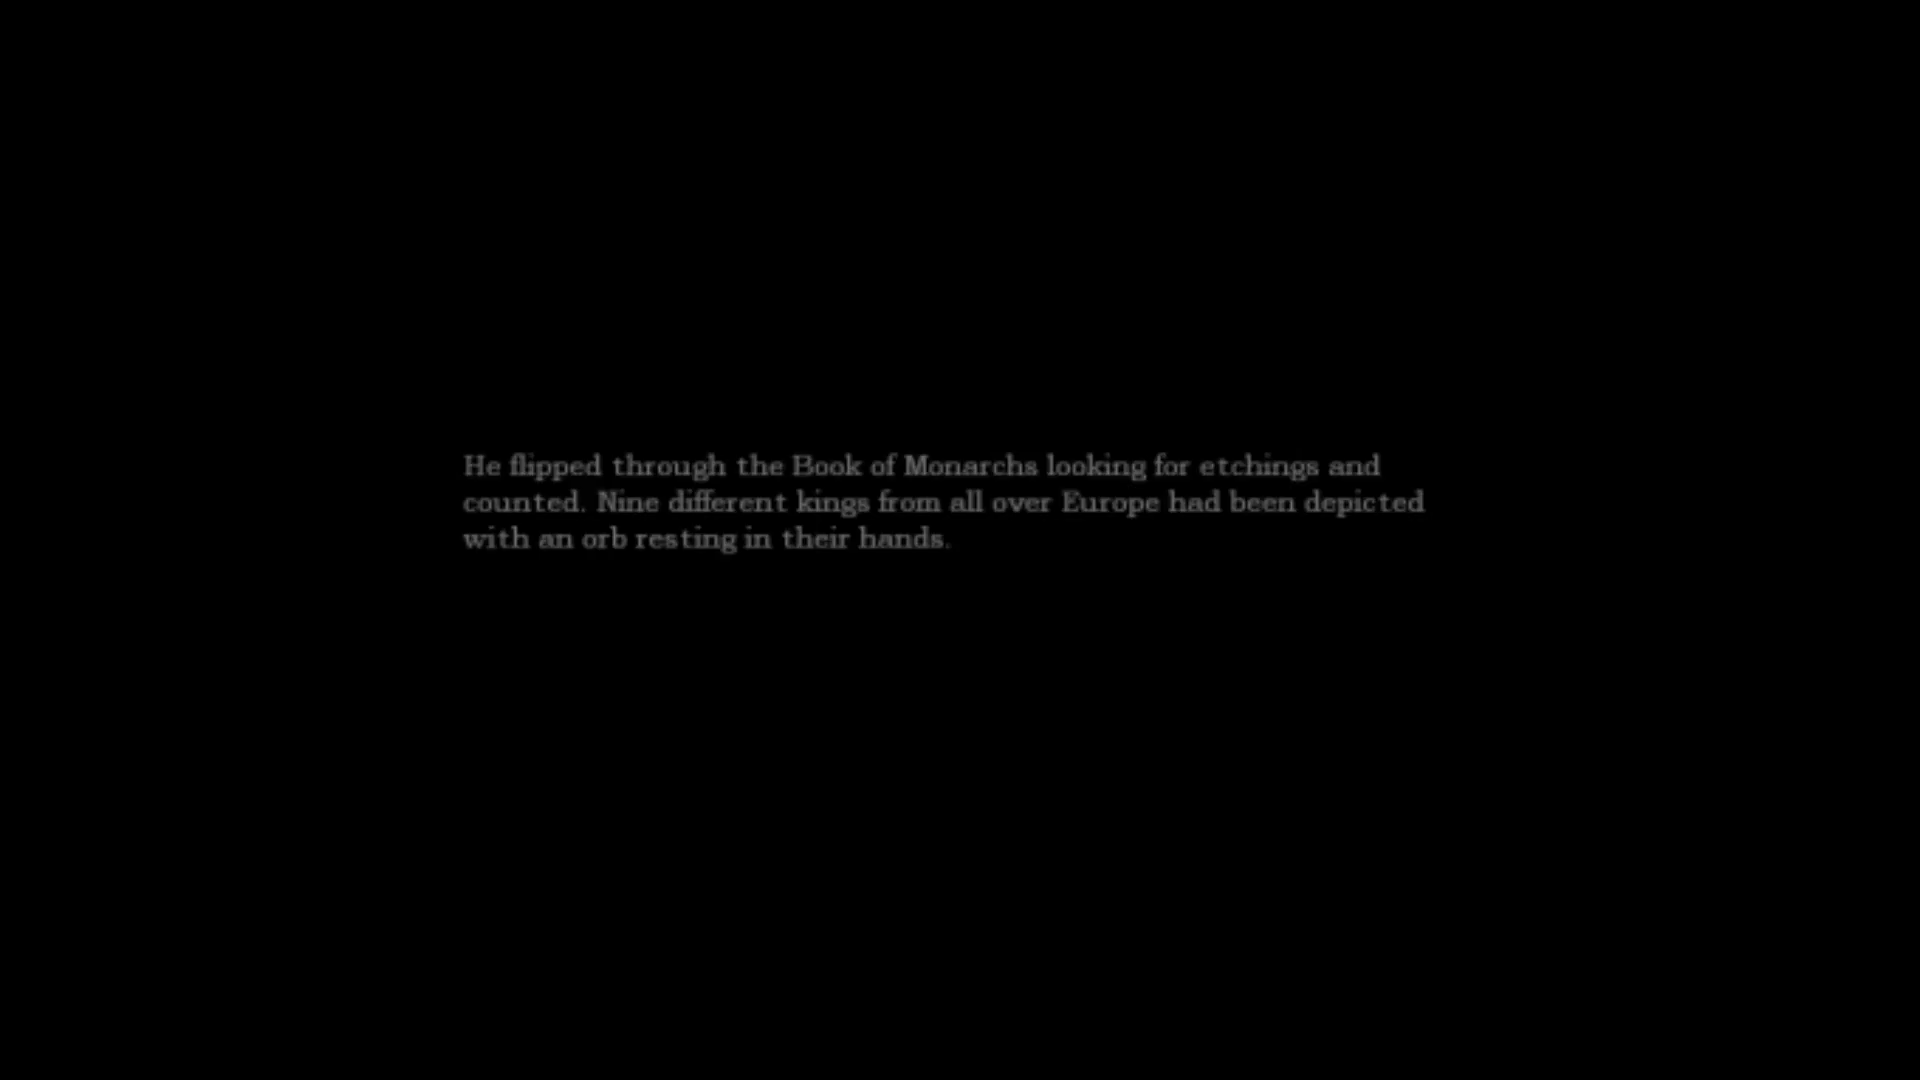 He flipped through the Book of Monarchs looking for etchings and
counted. Nine different kings from all over Europe had been depicted
with an orb resting in their hands.